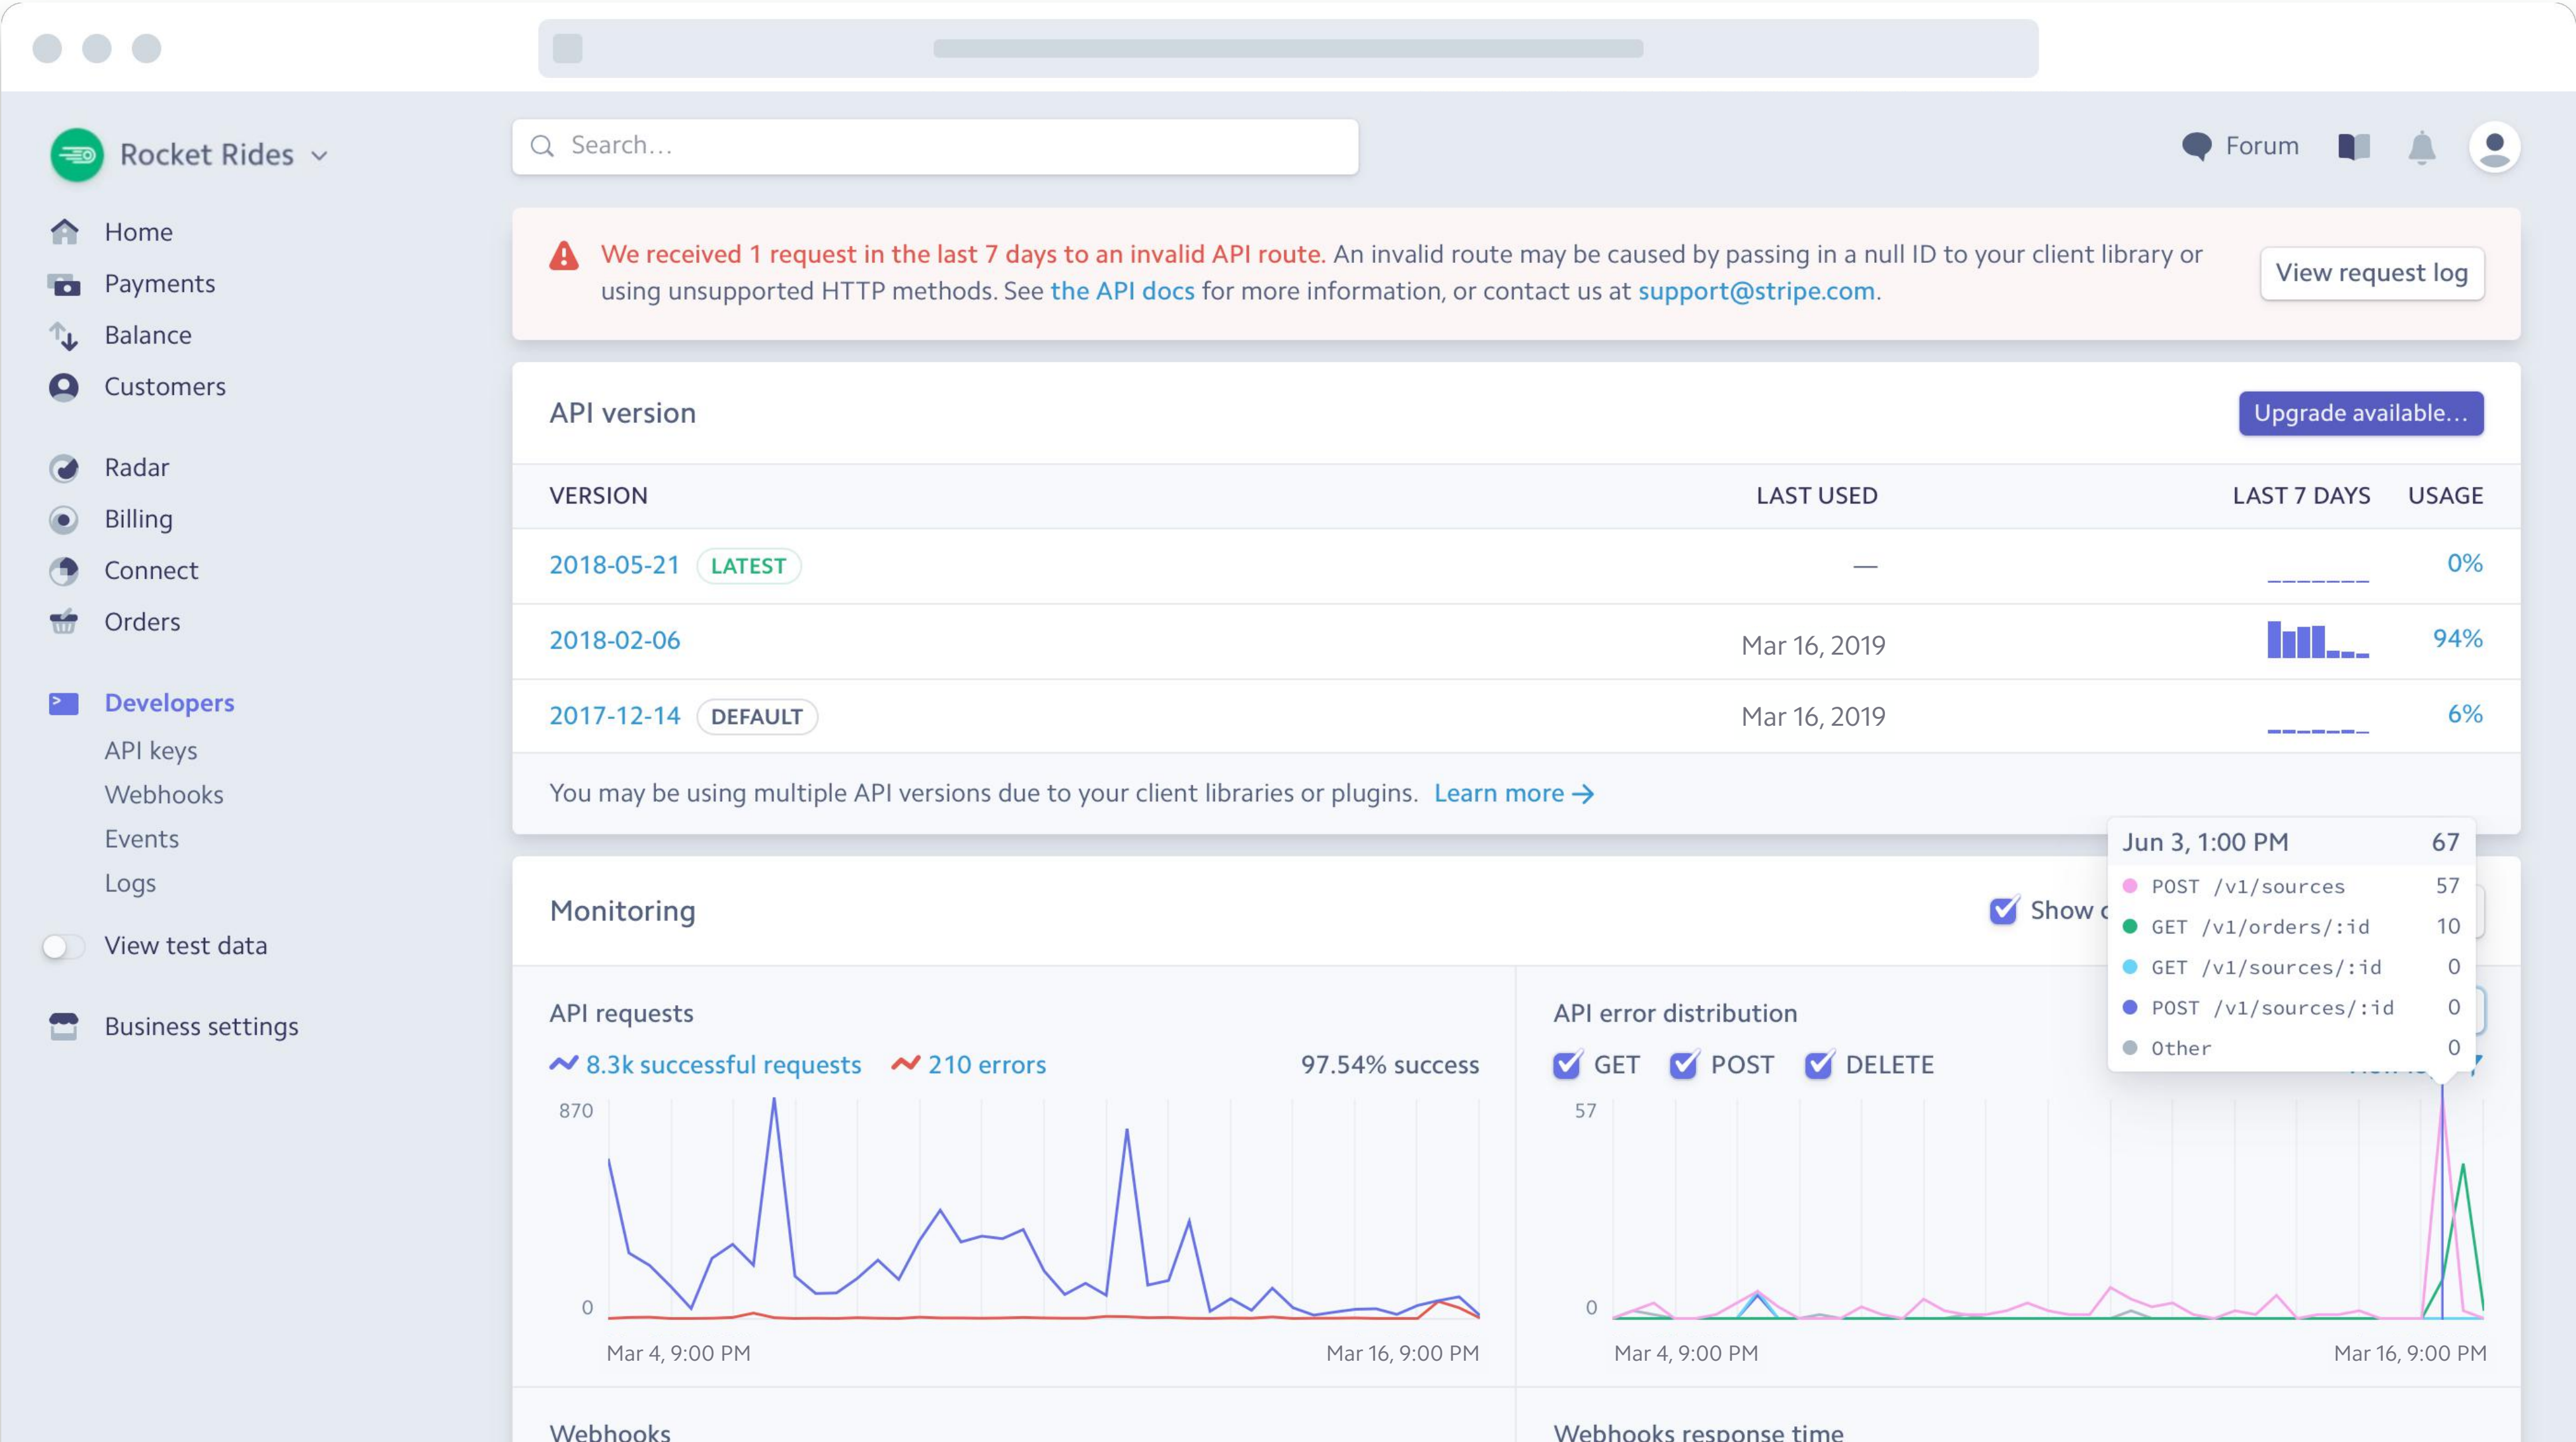 Rocket Rides
Home
Payments
Balance
Customers
Radar
Billing
Connect
Orders
Developers
API keys
Webhooks
Events
Logs
View test data
Business settings
Search…
Forum
We received 1 request in the last 7 days to an invalid API route. An invalid route may be caused by passing in a null ID to your client library or
using unsupported HTTP methods. See the API docs for more information, or contact us at support@stripe.com.
View request log
API version
Upgrade available…
VERSION LAST USED LAST 7 DAYS USAGE
2018-05-21 LATEST — 0%
2018-02-06 Mar 16, 2019 94%
2017-12-14 DEFAULT Mar 16, 2019 6%
You may be using multiple API versions due to your client libraries or plugins. Learn more →
Monitoring
Show
Jun 3, 1:00 PM 67
POST /v1/sources 57
GET /v1/orders/:id 10
GET /v1/sources/:id 0
POST /v1/sources/:id 0
Other 0
API requests
8.3k successful requests 210 errors 97.54% success
870
0
Mar 4, 9:00 PM Mar 16, 9:00 PM
API error distribution
GET POST DELETE
57
0
Mar 4, 9:00 PM Mar 16, 9:00 PM
Webhooks
Webhooks response time